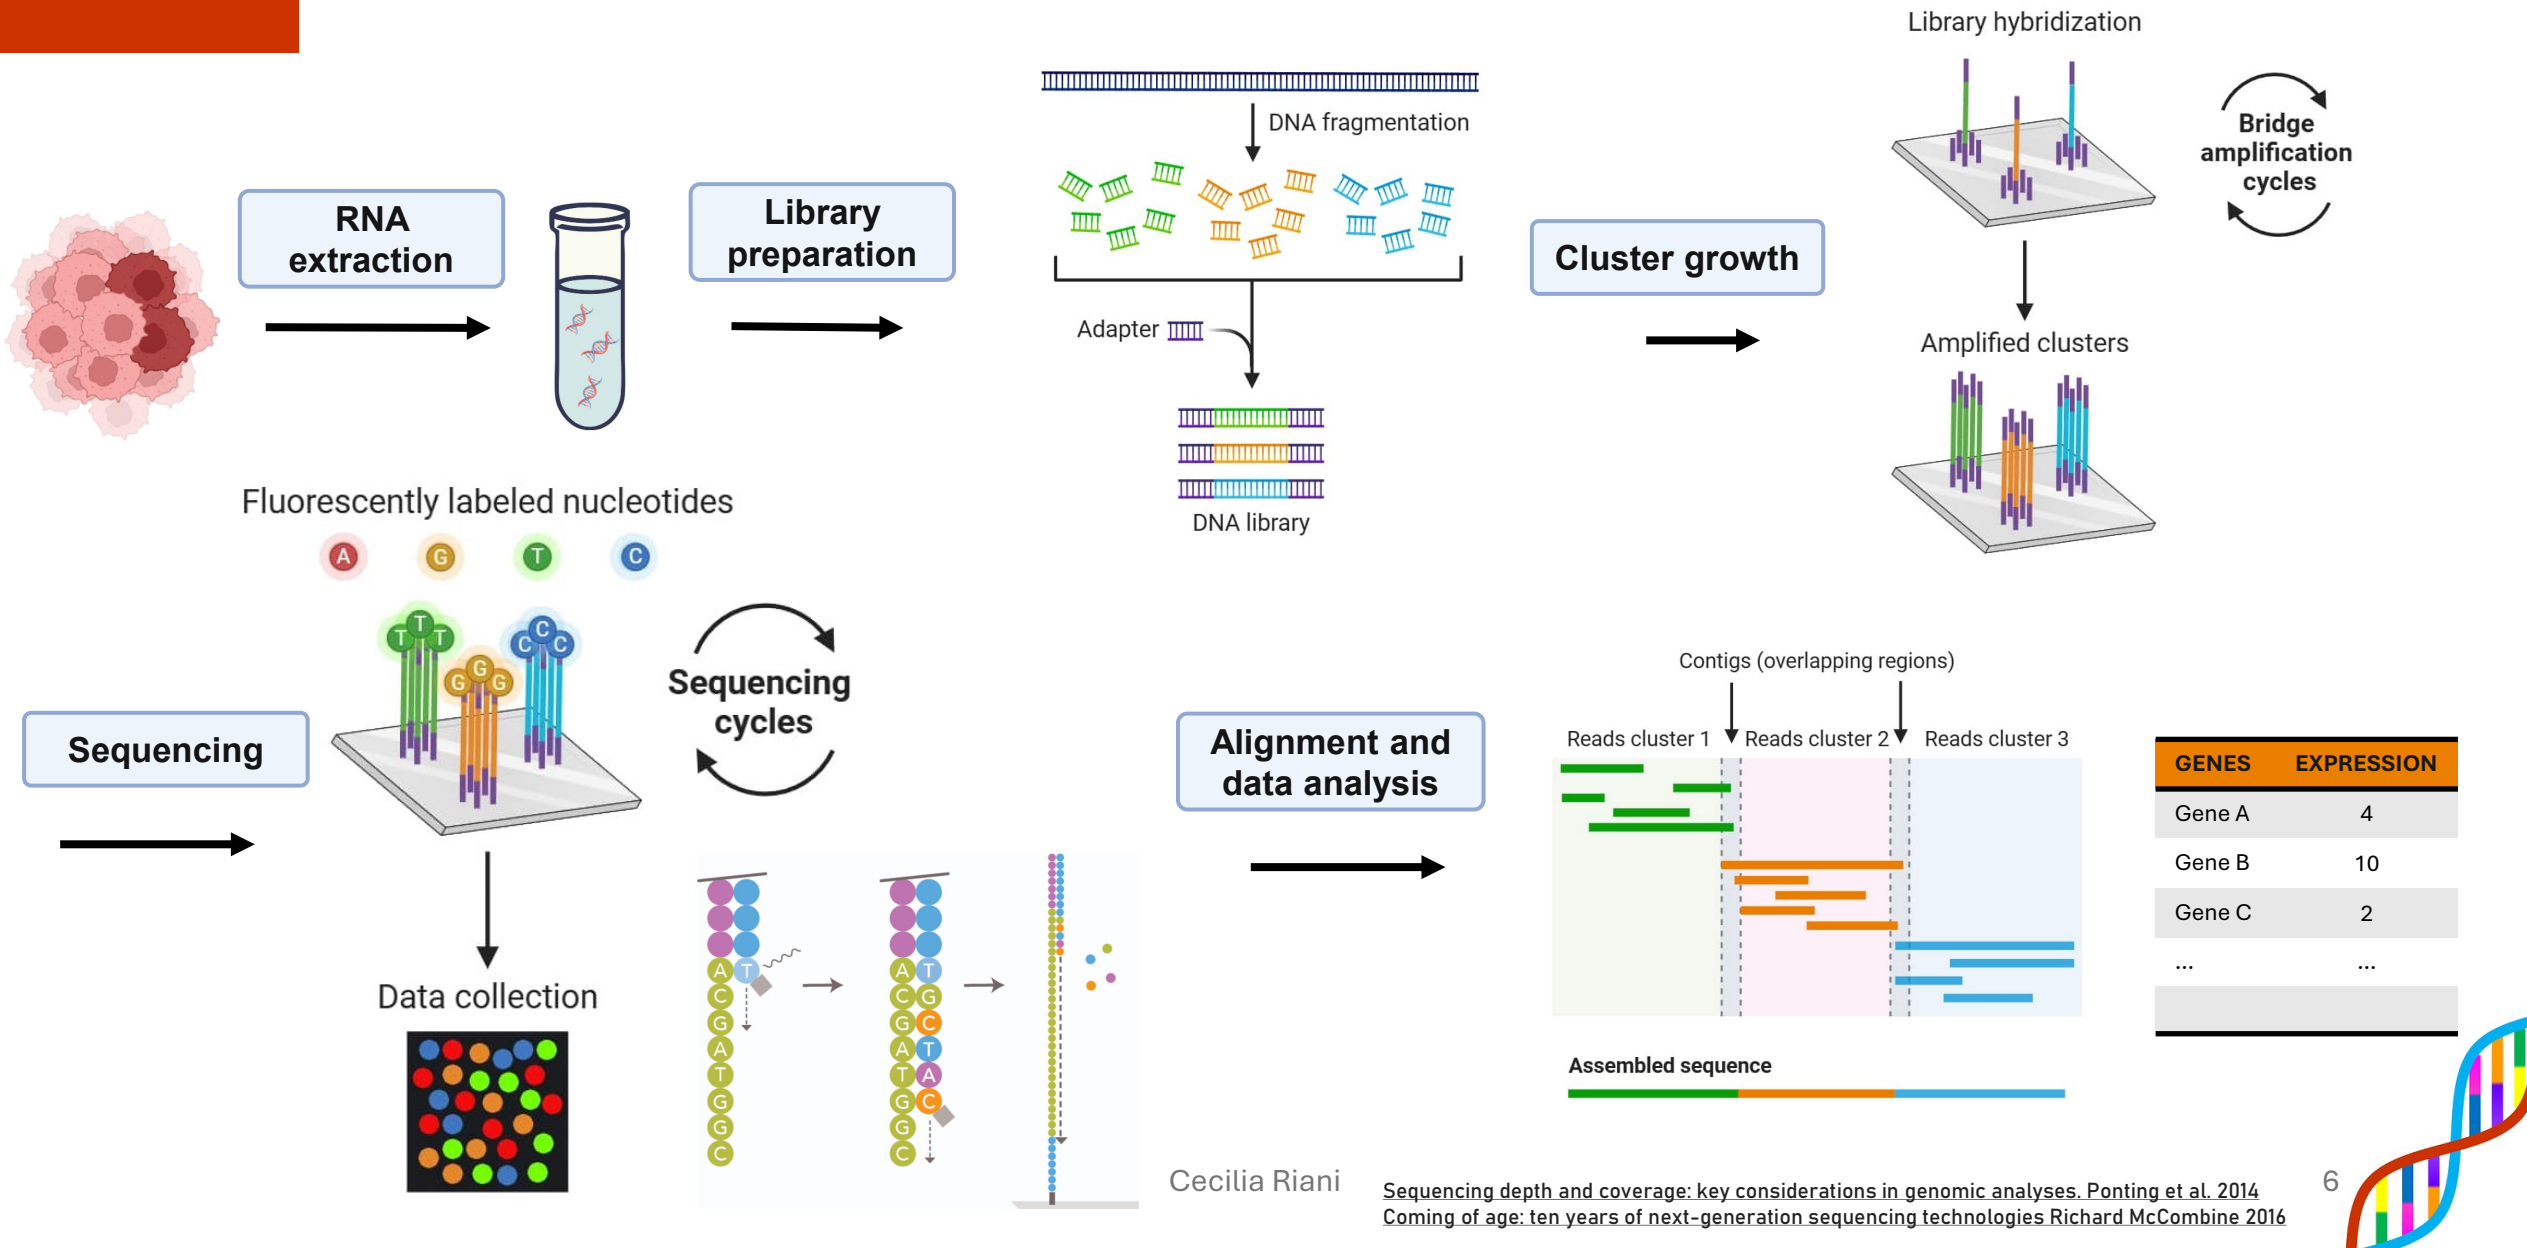 RNA
extraction
Library
preparation
DNA fragmentation
Adapter
DNA library
Cluster growth
Library hybridization
Bridge
amplification
cycles
Amplified clusters
Fluorescently labeled nucleotides
A G T C
T T T
G G G
C C C
Sequencing
cycles
Sequencing
Data collection
A T
C
G
A
T
G
G
C
A T
C G
G C
A T
T A
G C
G
C
Alignment and
data analysis
Contigs (overlapping regions)
Reads cluster 1 Reads cluster 2 Reads cluster 3
Assembled sequence
GENES EXPRESSION
Gene A 4
Gene B 10
Gene C 2
... ...
Cecilia Riani
Sequencing depth and coverage: key considerations in genomic analyses. Ponting et al. 2014
Coming of age: ten years of next-generation sequencing technologies Richard McCombine 2016
6